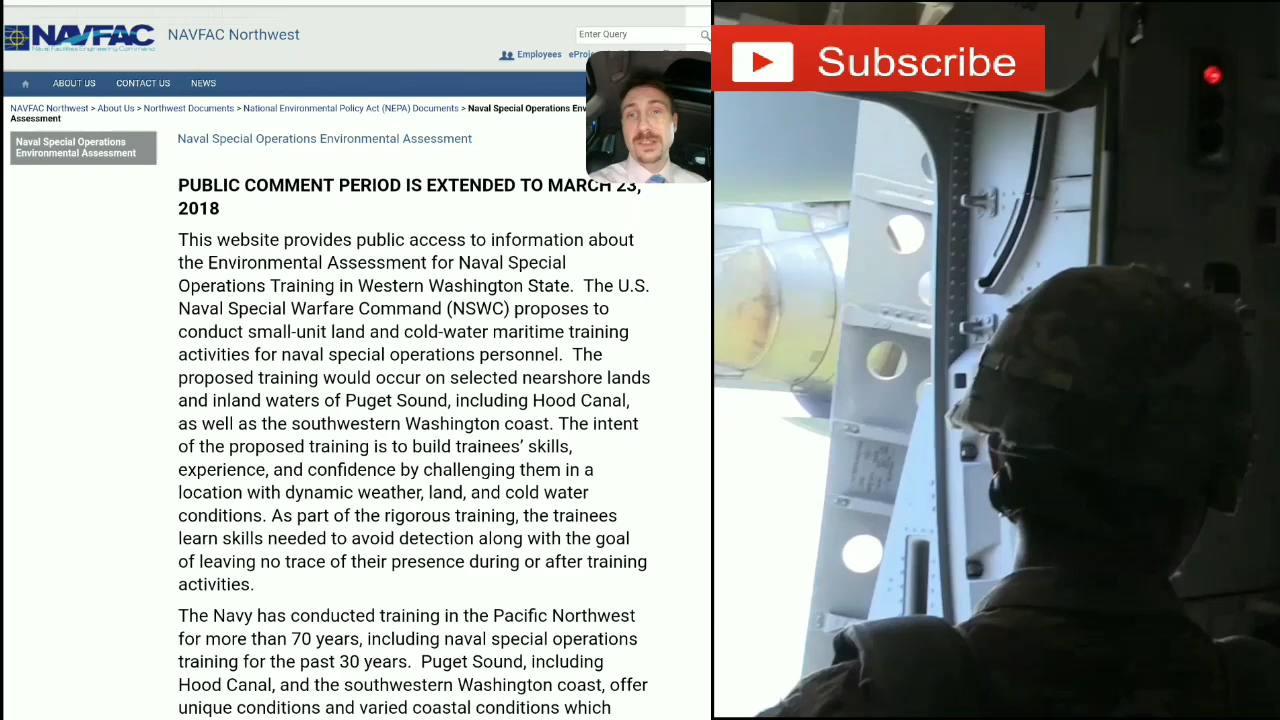 NAVFAC
Naval Facilities Engineering Command
NAVFAC Northwest
Enter Query
Employees
ABOUT US
CONTACT US
NEWS
NAVFAC Northwest > About Us > Northwest Documents > National Environmental Policy Act (NEPA) Documents > Naval Special Operations
Assessment
Naval Special Operations
Environmental Assessment
Naval Special Operations Environmental Assessment
PUBLIC COMMENT PERIOD IS EXTENDED TO MARCH 23,
2018
This website provides public access to information about
the Environmental Assessment for Naval Special
Operations Training in Western Washington State. The U.S.
Naval Special Warfare Command (NSWC) proposes to
conduct small-unit land and cold-water maritime training
activities for naval special operations personnel. The
proposed training would occur on selected nearshore lands
and inland waters of Puget Sound, including Hood Canal,
as well as the southwestern Washington coast. The intent
of the proposed training is to build trainees’ skills,
experience, and confidence by challenging them in a
location with dynamic weather, land, and cold water
conditions. As part of the rigorous training, the trainees
learn skills needed to avoid detection along with the goal
of leaving no trace of their presence during or after training
activities.
The Navy has conducted training in the Pacific Northwest
for more than 70 years, including naval special operations
training for the past 30 years. Puget Sound, including
Hood Canal, and the southwestern Washington coast, offer
unique conditions and varied coastal conditions which
Subscribe